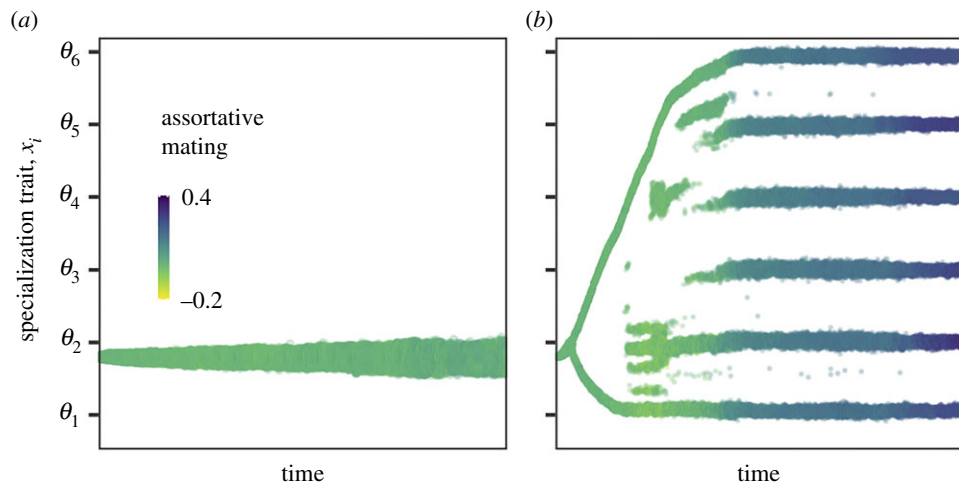 (a)
(b)
θ6
θ5
θ4
θ3
θ2
θ1
specialization trait, xi
assortative
mating
0.4
–0.2
time
time